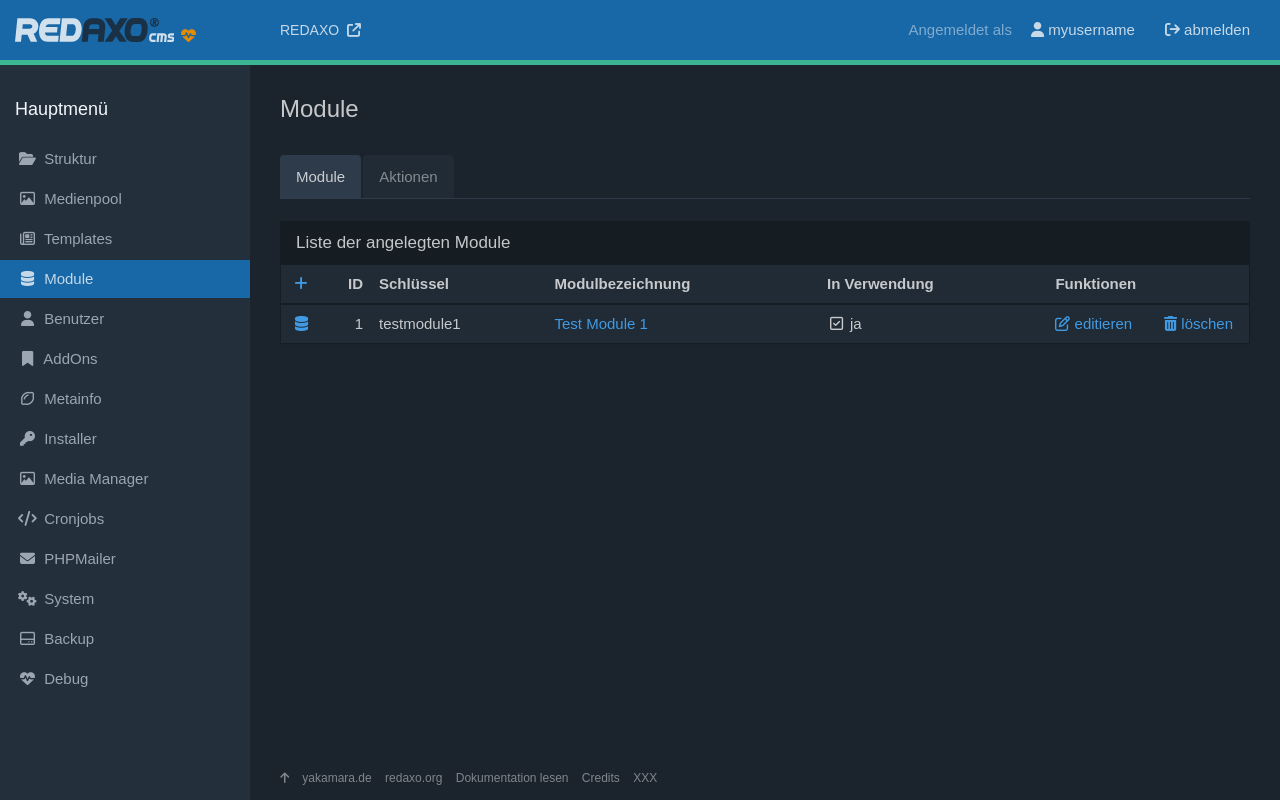 REDAXO® cms
REDAXO
Angemeldet als myusername abmelden
Hauptmenü
Struktur
Medienpool
Templates
Module
Benutzer
AddOns
Metainfo
Installer
Media Manager
Cronjobs
PHPMailer
System
Backup
Debug
Module
Module Aktionen
Liste der angelegten Module
ID Schlüssel Modulbezeichnung In Verwendung Funktionen
1 testmodule1 Test Module 1 ja editieren löschen
yakamara.de redaxo.org Dokumentation lesen Credits XXX